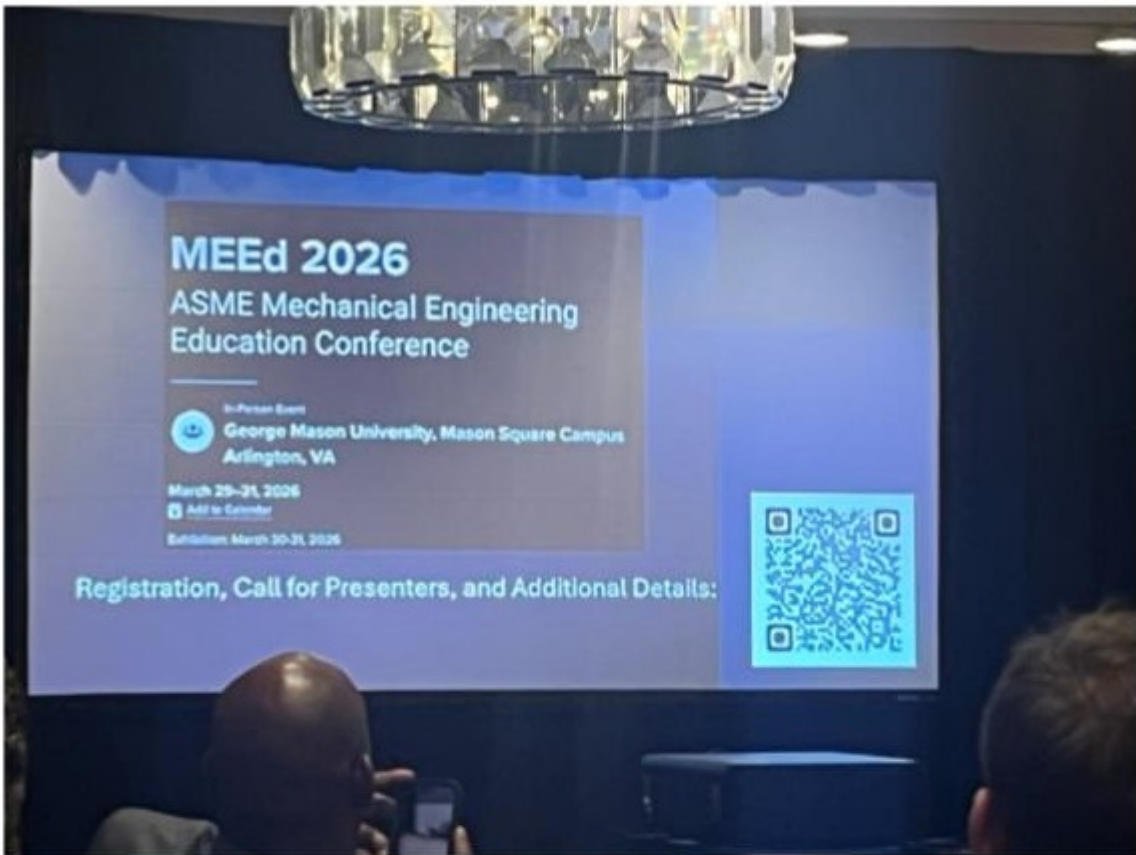 MEEd 2026
ASME Mechanical Engineering
Education Conference
In-Person Event
George Mason University, Mason Square Campus
Arlington, VA
March 29–31, 2026
Add to Calendar
Exhibition: March 30-31, 2026
Registration, Call for Presenters, and Additional Details: